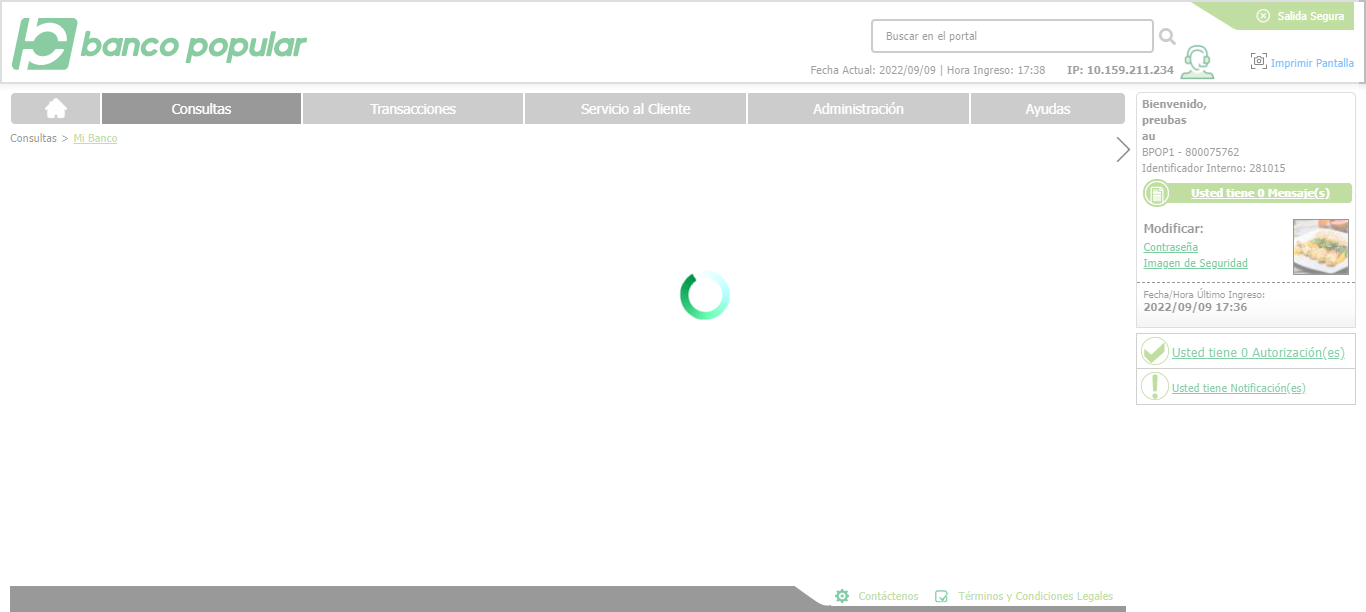 banco popular
Buscar en el portal
Salida Segura
Fecha Actual: 2022/09/09 | Hora Ingreso: 17:38 IP: 10.159.211.234
Imprimir Pantalla
Consultas Transacciones Servicio al Cliente Administración Ayudas
Consultas > Mi Banco
Bienvenido,
preubas
au
BPOP1 - 800075762
Identificador Interno: 281015
Usted tiene 0 Mensaje(s)
Modificar:
Contraseña
Imagen de Seguridad
Fecha/Hora Último Ingreso:
2022/09/09 17:36
Usted tiene 0 Autorización(es)
Usted tiene Notificación(es)
Contáctenos Términos y Condiciones Legales